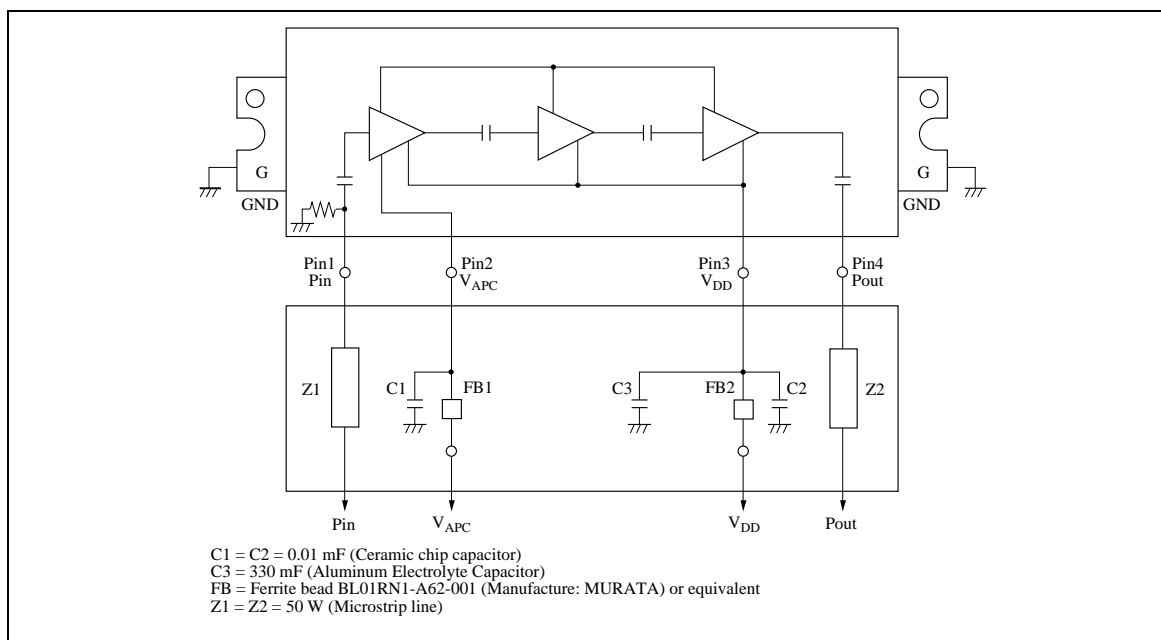 G
GND
G
GND
Pin1
Pin
Pin2
VAPC
Pin3
VDD
Pin4
Pout
Z1
C1
FB1
C3
FB2
C2
Z2
Pin
VAPC
VDD
Pout
C1 = C2 = 0.01 mF (Ceramic chip capacitor)
C3 = 330 mF (Aluminum Electrolyte Capacitor)
FB = Ferrite bead BL01RN1-A62-001 (Manufacture: MURATA) or equivalent
Z1 = Z2 = 50 W (Microstrip line)